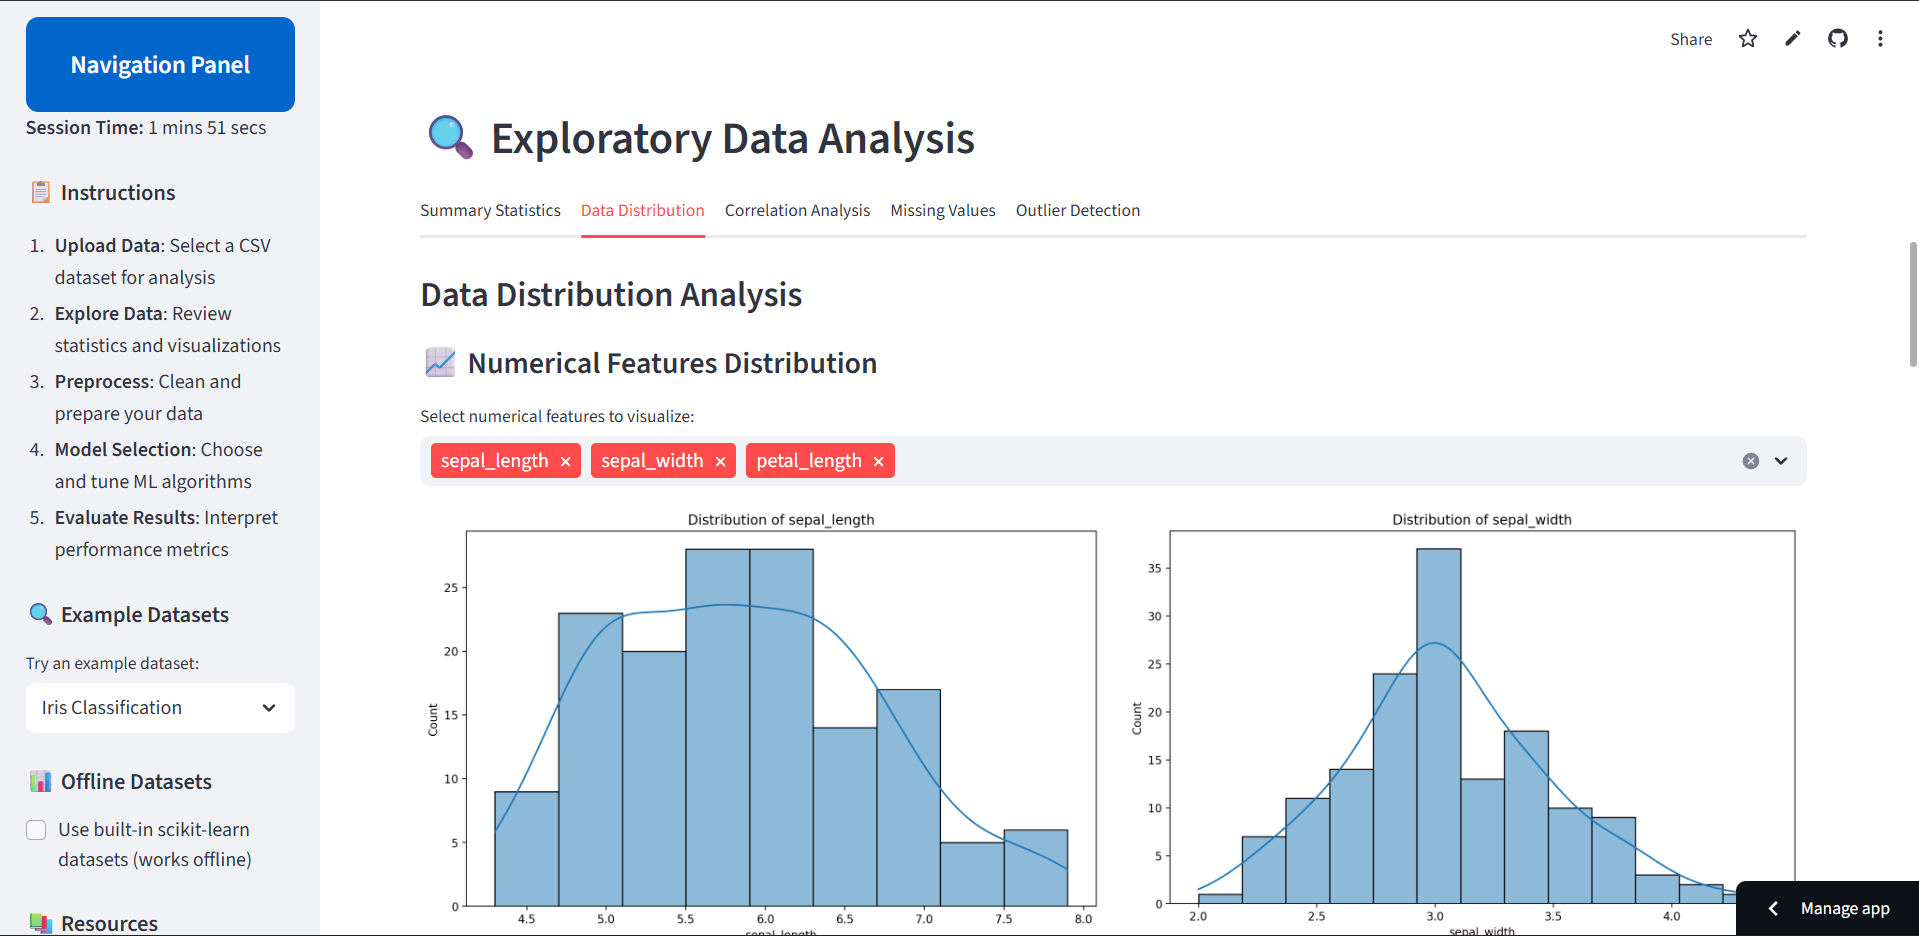 Navigation Panel
Session Time: 1 mins 51 secs
Instructions
1. Upload Data: Select a CSV
dataset for analysis
2. Explore Data: Review
statistics and visualizations
3. Preprocess: Clean and
prepare your data
4. Model Selection: Choose
and tune ML algorithms
5. Evaluate Results: Interpret
performance metrics
Example Datasets
Try an example dataset:
Iris Classification
Offline Datasets
Use built-in scikit-learn
datasets (works offline)
Resources
Share
Exploratory Data Analysis
Summary Statistics Data Distribution Correlation Analysis Missing Values Outlier Detection
Data Distribution Analysis
Numerical Features Distribution
Select numerical features to visualize:
sepal_length × sepal_width × petal_length ×
Distribution of sepal_length
Count
25
20
15
10
5
0
4.5 5.0 5.5 6.0 6.5 7.0 7.5 8.0
sepal_length
Distribution of sepal_width
Count
35
30
25
20
15
10
5
0
2.0 2.5 3.0 3.5 4.0
sepal_width
Manage app